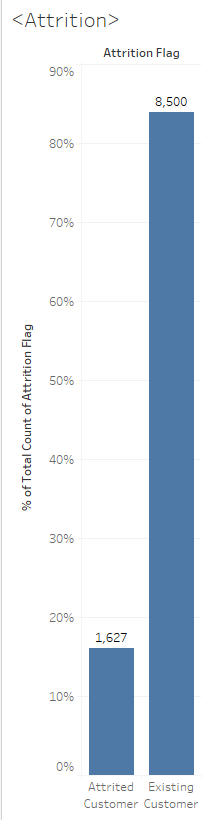 <Attrition>
Attrition Flag
90%
80%
70%
60%
50%
40%
30%
20%
10%
0%
% of Total Count of Attrition Flag
8,500
1,627
Attrited Customer
Existing Customer